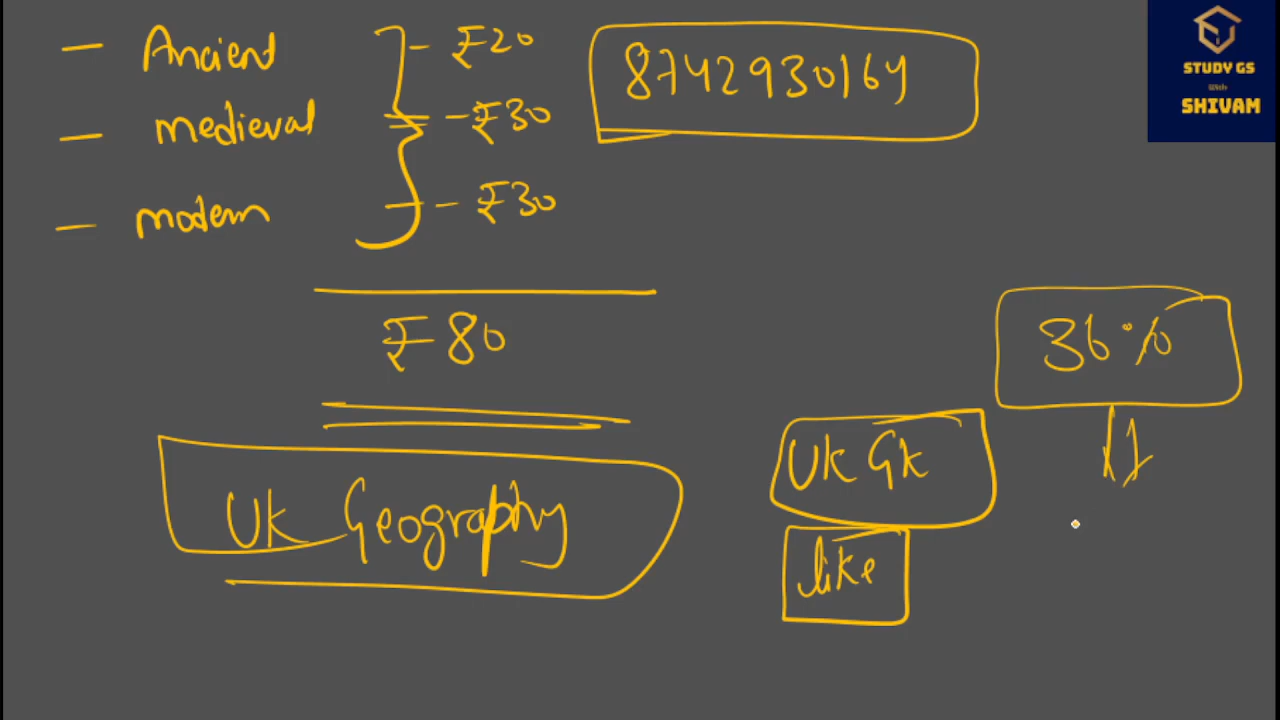 — Ancient } - ₹20
— medieval - ₹30
— modern } - ₹30
8742930164
STUDY GS
With
SHIVAM
₹80
36%
UK GK
UK Geography
like